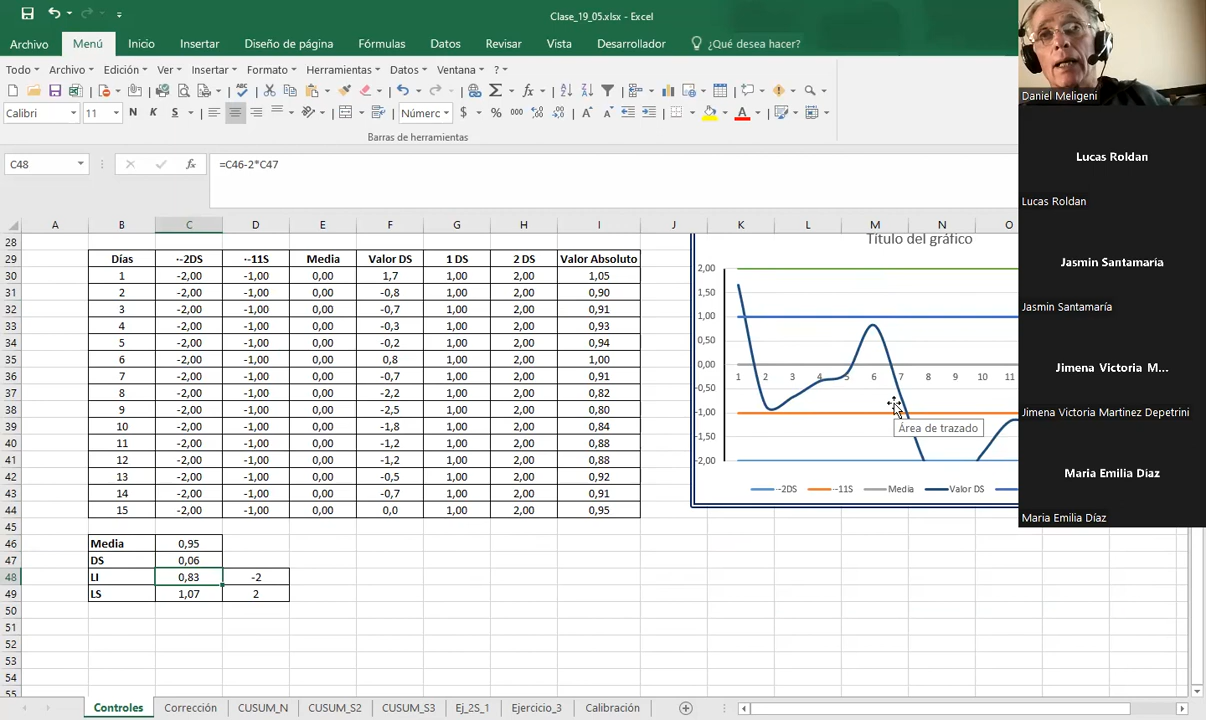 Clase_19_05.xlsx - Excel
Archivo Menú Inicio Insertar Diseño de página Fórmulas Datos Revisar Vista Desarrollador ¿Qué desea hacer?
Todo Archivo Edición Ver Insertar Formato Herramientas Datos Ventana ?
Calibri 11 N K S Númerc $ % 000
Barras de herramientas
C48 fx =C46-2*C47
A B C D E F G H I J K L M N O
28
29 Días --2DS --11S Media Valor DS 1 DS 2 DS Valor Absoluto
30 1 -2,00 -1,00 0,00 1,7 1,00 2,00 1,05
31 2 -2,00 -1,00 0,00 -0,8 1,00 2,00 0,90
32 3 -2,00 -1,00 0,00 -0,7 1,00 2,00 0,91
33 4 -2,00 -1,00 0,00 -0,3 1,00 2,00 0,93
34 5 -2,00 -1,00 0,00 -0,2 1,00 2,00 0,94
35 6 -2,00 -1,00 0,00 0,8 1,00 2,00 1,00
36 7 -2,00 -1,00 0,00 -0,7 1,00 2,00 0,91
37 8 -2,00 -1,00 0,00 -2,2 1,00 2,00 0,82
38 9 -2,00 -1,00 0,00 -2,5 1,00 2,00 0,80
39 10 -2,00 -1,00 0,00 -1,8 1,00 2,00 0,84
40 11 -2,00 -1,00 0,00 -1,2 1,00 2,00 0,88
41 12 -2,00 -1,00 0,00 -1,2 1,00 2,00 0,88
42 13 -2,00 -1,00 0,00 -0,5 1,00 2,00 0,92
43 14 -2,00 -1,00 0,00 -0,7 1,00 2,00 0,91
44 15 -2,00 -1,00 0,00 0,0 1,00 2,00 0,95
45
46 Media 0,95
47 DS 0,06
48 LI 0,83 -2
49 LS 1,07 2
50
51
52
53
54
55
Título del gráfico
2,00
1,50
1,00
0,50
0,00
1 2 3 4 5 6 7 8 9 10 11
-0,50
-1,00
-1,50
-2,00
Área de trazado
--2DS --11S Media Valor DS
Controles Corrección CUSUM_N CUSUM_S2 CUSUM_S3 Ej_2S_1 Ejercicio_3 Calibración
Daniel Meligeni
Lucas Roldan
Lucas Roldan
Jasmin Santamaría
Jasmin Santamaría
Jimena Victoria M...
Jimena Victoria Martinez Depetrini
Maria Emilia Díaz
Maria Emilia Díaz